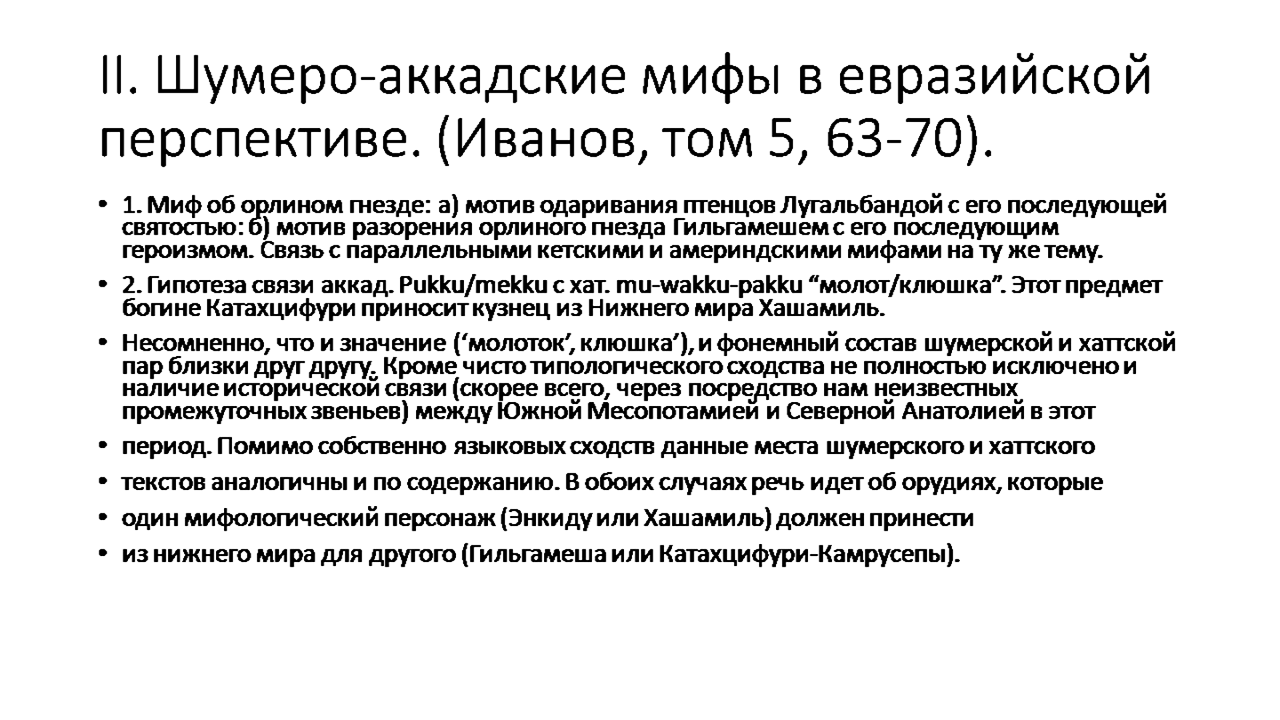 II. Шумеро-аккадские мифы в евразийской
перспективе. (Иванов, том 5, 63-70).
• 1. Миф об орлином гнезде: а) мотив одаривания птенцов Лугальбандой с его последующей
святостью: б) мотив разорения орлиного гнезда Гильгамешем с его последующим
героизмом. Связь с параллельными кетскими и америндскими мифами на ту же тему.
• 2. Гипотеза связи аккад. Pukku/mekku с хат. mu-wakku-pakku “молот/клюшка”. Этот предмет
богине Катахцифури приносит кузнец из Нижнего мира Хашамиль.
• Несомненно, что и значение (‘молоток’, клюшка’), и фонемный состав шумерской и хаттской
пар близки друг другу. Кроме чисто типологического сходства не полностью исключено и
наличие исторической связи (скорее всего, через посредство нам неизвестных
промежуточных звеньев) между Южной Месопотамией и Северной Анатолией в этот
• период. Помимо собственно языковых сходств данные места шумерского и хаттского
• текстов аналогичны и по содержанию. В обоих случаях речь идет об орудиях, которые
• один мифологический персонаж (Энкиду или Хашамиль) должен принести
• из нижнего мира для другого (Гильгамеша или Катахцифури-Камрусепы).